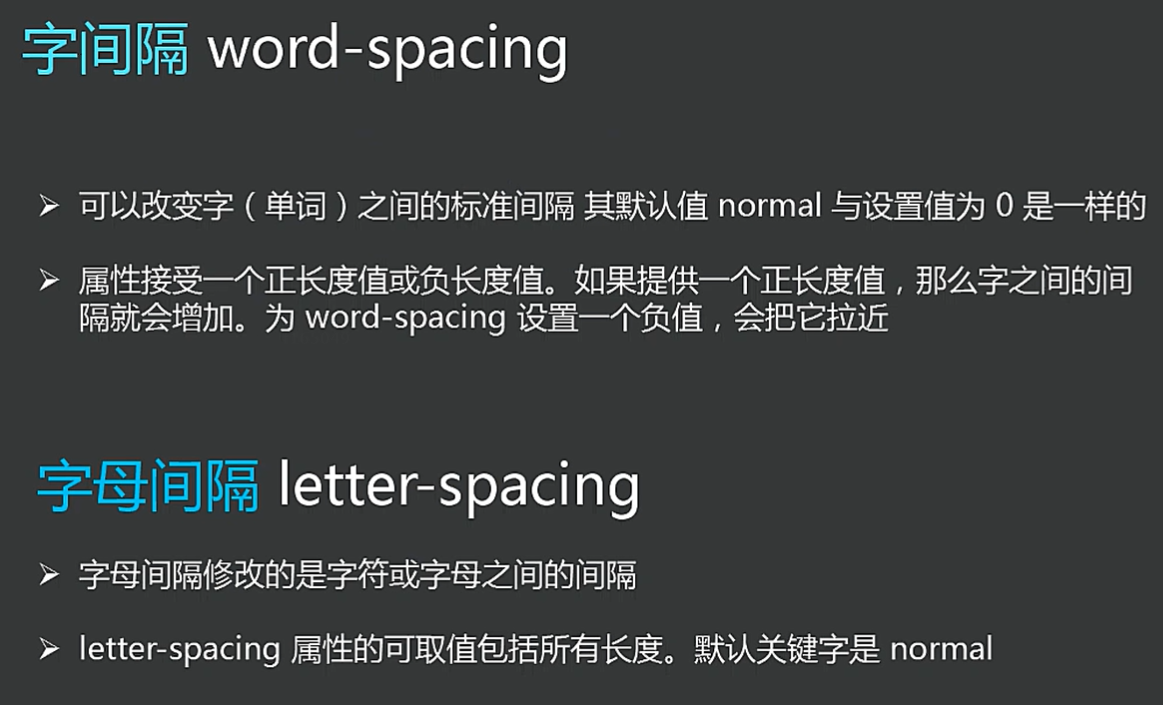 字间隔 word-spacing
➢ 可以改变字（单词）之间的标准间隔 其默认值 normal 与设置值为 0 是一样的
➢ 属性接受一个正长度值或负长度值。如果提供一个正长度值，那么字之间的间
隔就会增加。为 word-spacing 设置一个负值，会把它拉近
字母间隔 letter-spacing
➢ 字母间隔修改的是字符或字母之间的间隔
➢ letter-spacing 属性的可取值包括所有长度。默认关键字是 normal